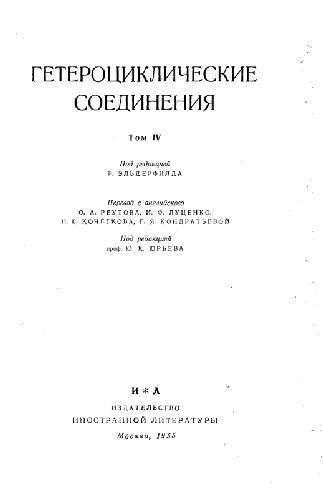 ГЕТЕРОЦИКЛИЧЕСКИЕ
СОЕДИНЕНИЯ
Том IV
Под редакцией
Р. ЭЛЬДЕРФИЛДА
Перевод с английского
О. А. РЕУТОВА, И. Ф. ЛУЦЕНКО,
Н. К. КОЧЕТКОВА, Г. Я. КОНДРАТЬЕВОЙ
Под редакцией
проф. Ю. К. ЮРЬЕВА
И * Л
ИЗДАТЕЛЬСТВО
ИНОСТРАННОЙ ЛИТЕРАТУРЫ
Москва, 1955